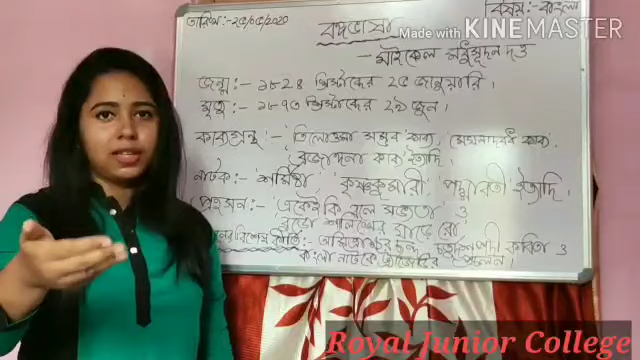 তারিখ :- ২৫/০৫/২০২০
বিষয় :- বাংলা
বঙ্গভাষা
Made with KINEMASTER
— মাইকেল মধুসূদন দত্ত
জন্ম :- ১৮২৪ খ্রিস্টাব্দের ২৫ জানুয়ারি।
মৃত্যু :- ১৮৭৩ খ্রিস্টাব্দের ২৯ জুন।
কাব্যগ্রন্থ :- তিলোত্তমা সম্ভব কাব্য, মেঘনাদবধ কাব্য,
ব্রজাঙ্গনা কাব্য ইত্যাদি।
নাটক :- শর্মিষ্ঠা, কৃষ্ণকুমারী, পদ্মাবতী ইত্যাদি।
প্রহসন :- একেই কি বলে সভ্যতা ও
বুড়ো শালিখের ঘাড়ে রোঁ
বিশেষ কীর্তি :- অমিত্রাক্ষর ছন্দ, চতুর্দশপদী কবিতা ও
বাংলা নাটকে ট্রাজেডির প্রচলন।
Royal Junior College